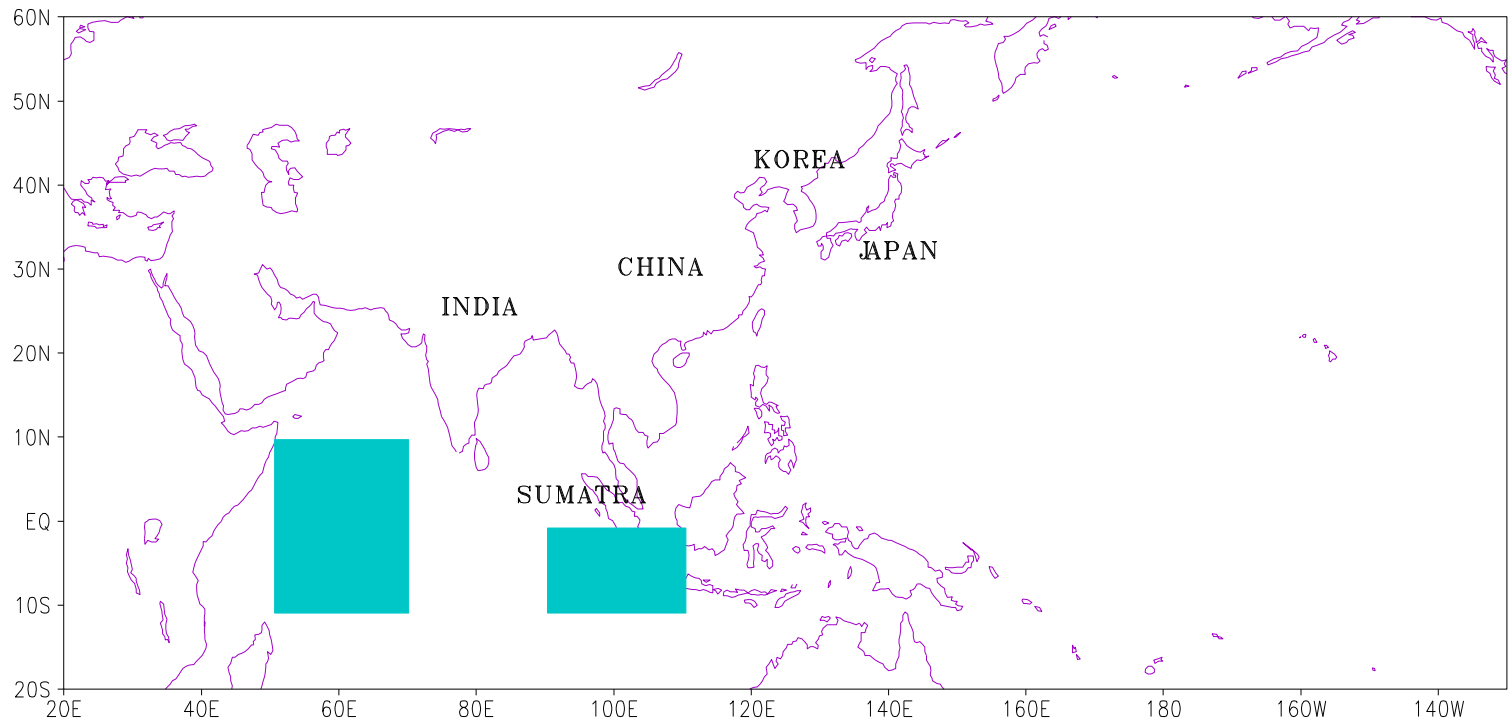 60N
50N
KOREA
40N
JAPAN
30N
CHINA
INDIA
20N
10N
SUMATRA
EQ
10S
20S
20E 40E 60E 80E 100E 120E 140E 160E 180 160W 140W